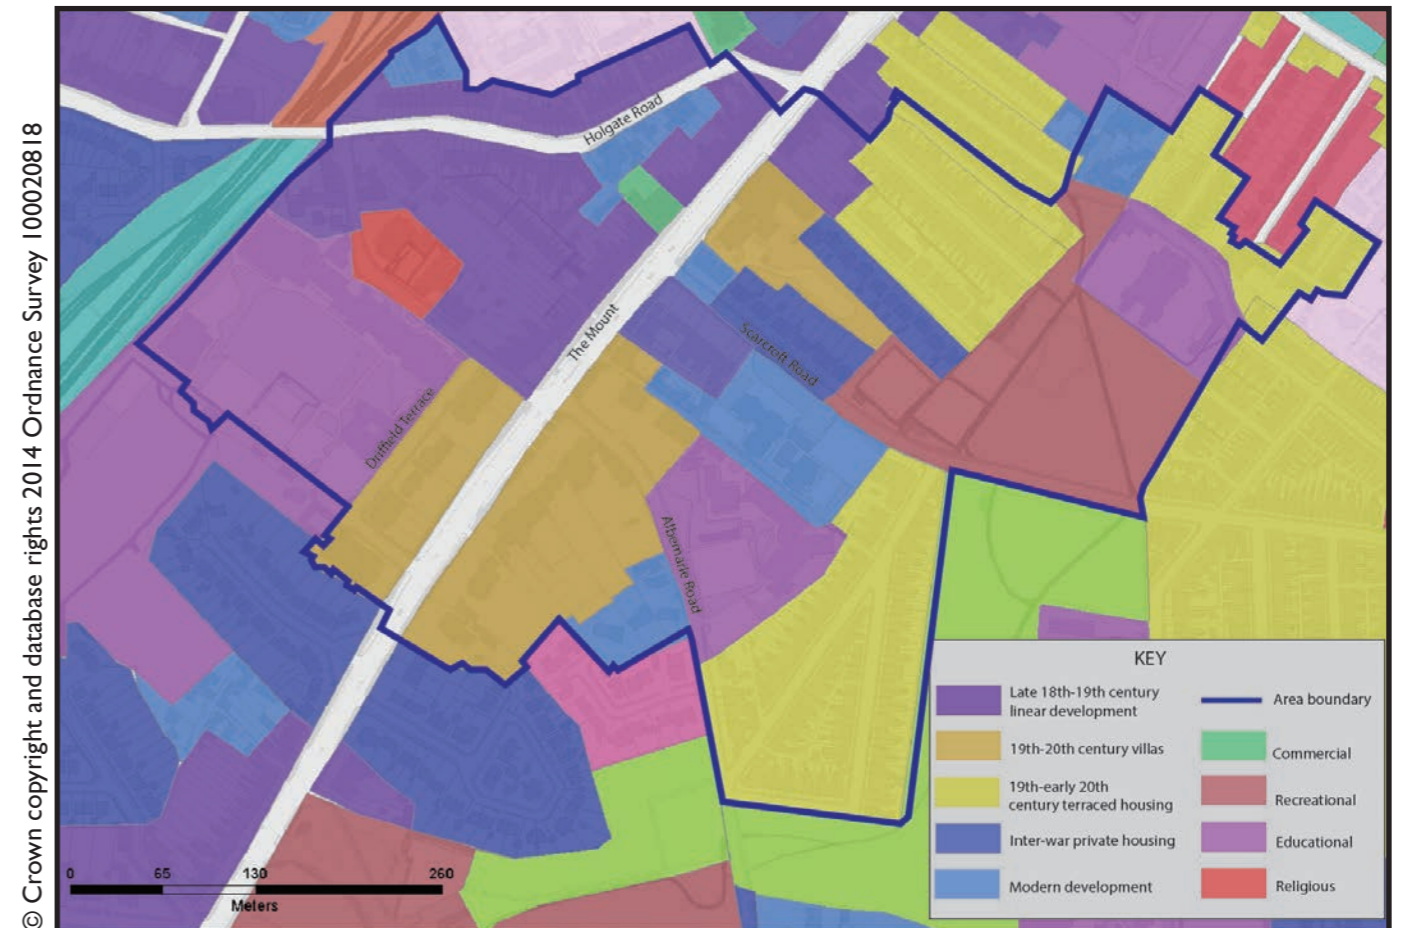 © Crown copyright and database rights 2014 Ordnance Survey 100020818
Holgate Road
The Mount
Scarcroft Road
Driffield Terrace
Albemarle Road
KEY
Late 18th-19th century
linear development
19th-20th century villas
19th-early 20th
century terraced housing
Inter-war private housing
Modern development
Area boundary
Commercial
Recreational
Educational
Religious
0 65 130 260
Meters